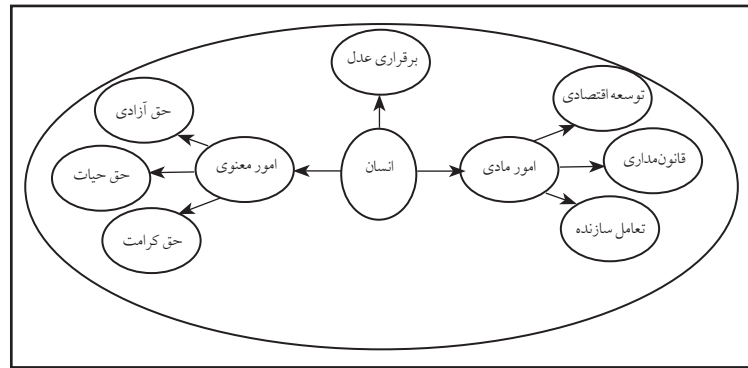 برقراری عدل
توسعه اقتصادی
حق آزادی
قانون‌مداری
امور مادی
انسان
امور معنوی
حق حیات
تعامل سازنده
حق کرامت